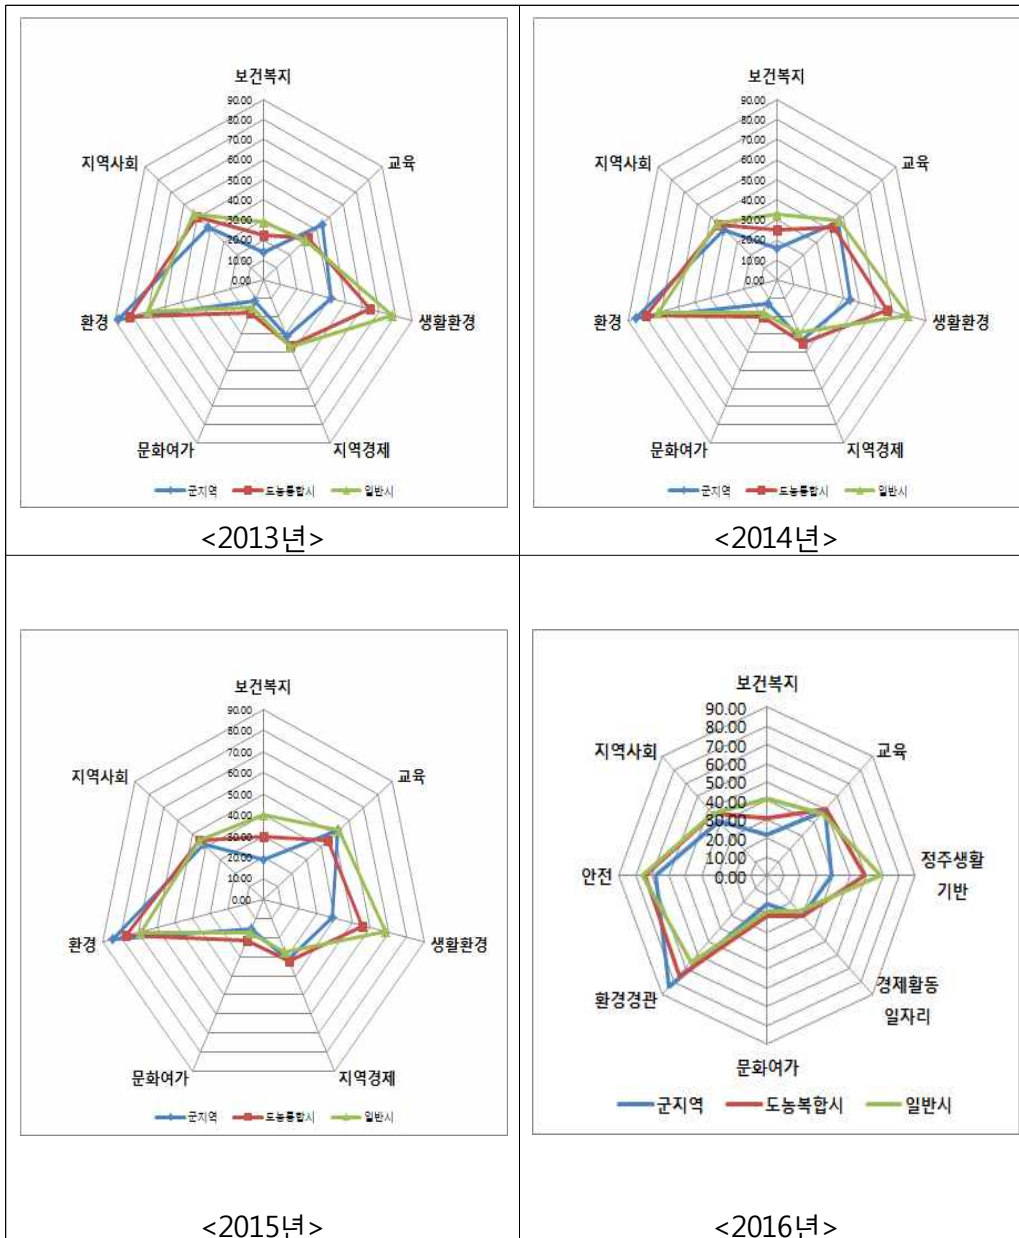 보건복지
90.00
80.00
70.00
60.00
50.00
40.00
30.00
20.00
10.00
0.00
지역사회
교육
환경
생활환경
문화여가
지역경제
군지역 도농통합시 일반시
<2013년>
보건복지
90.00
80.00
70.00
60.00
50.00
40.00
30.00
20.00
10.00
0.00
지역사회
교육
환경
생활환경
문화여가
지역경제
군지역 도농통합시 일반시
<2014년>
보건복지
90.00
80.00
70.00
60.00
50.00
40.00
30.00
20.00
10.00
0.00
지역사회
교육
환경
생활환경
문화여가
지역경제
군지역 도농통합시 일반시
<2015년>
보건복지
90.00
80.00
70.00
60.00
50.00
40.00
30.00
20.00
10.00
0.00
지역사회
교육
안전
정주생활
기반
환경경관
경제활동
일자리
문화여가
군지역 도농복합시 일반시
<2016년>